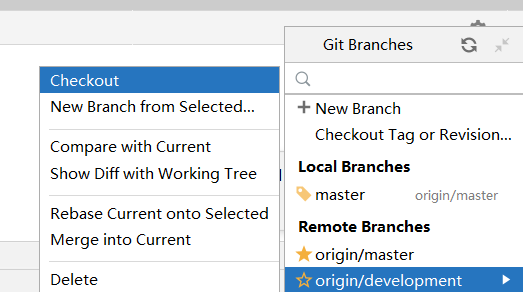 Git Branches
New Branch
Checkout Tag or Revision...
Local Branches
master origin/master
Remote Branches
origin/master
origin/development
Checkout
New Branch from Selected...
Compare with Current
Show Diff with Working Tree
Rebase Current onto Selected
Merge into Current
Delete